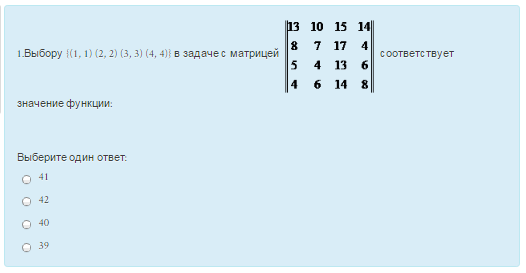 13 10 15 14
8 7 17 4
1.Выбору {(1, 1) (2, 2) (3, 3) (4, 4)} в задаче с матрицей соответствует
5 4 13 6
4 6 14 8
значение функции:
Выберите один ответ:
41
42
40
39